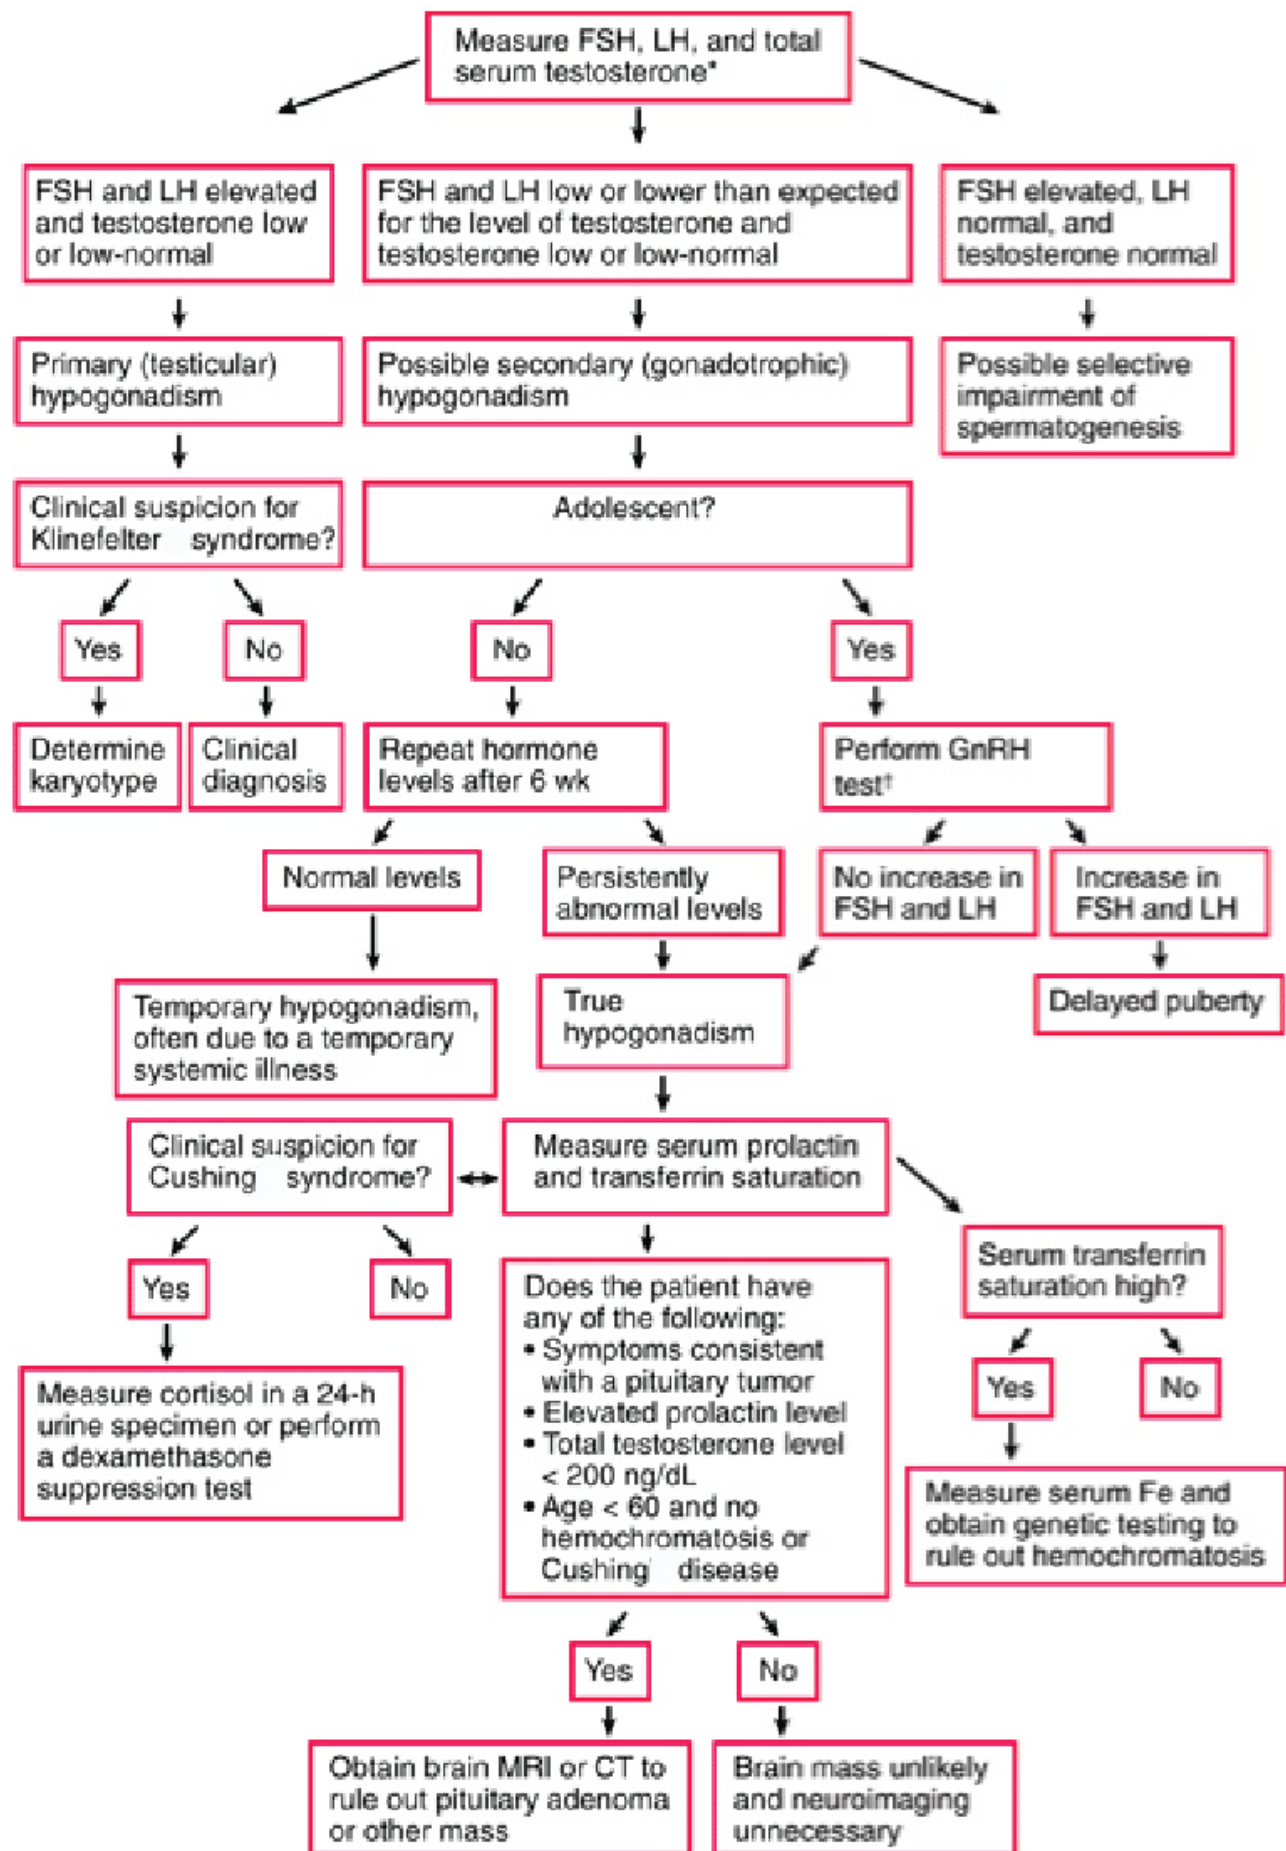 Measure FSH, LH, and total
serum testosterone*
FSH and LH elevated
and testosterone low
or low-normal
FSH and LH low or lower than expected
for the level of testosterone and
testosterone low or low-normal
FSH elevated, LH
normal, and
testosterone normal
Primary (testicular)
hypogonadism
Possible secondary (gonadotrophic)
hypogonadism
Possible selective
impairment of
spermatogenesis
Clinical suspicion for
Klinefelter syndrome?
Adolescent?
Yes
No
No
Yes
Determine
karyotype
Clinical
diagnosis
Repeat hormone
levels after 6 wk
Perform GnRH
test†
Normal levels
Persistently
abnormal levels
No increase in
FSH and LH
Increase in
FSH and LH
Temporary hypogonadism,
often due to a temporary
systemic illness
True
hypogonadism
Delayed puberty
Clinical suspicion for
Cushing syndrome?
Measure serum prolactin
and transferrin saturation
Yes
No
Does the patient have
any of the following:
• Symptoms consistent
with a pituitary tumor
• Elevated prolactin level
• Total testosterone level
< 200 ng/dL
• Age < 60 and no
hemochromatosis or
Cushing' disease
Serum transferrin
saturation high?
Yes
No
Measure cortisol in a 24-h
urine specimen or perform
a dexamethasone
suppression test
Measure serum Fe and
obtain genetic testing to
rule out hemochromatosis
Yes
No
Obtain brain MRI or CT to
rule out pituitary adenoma
or other mass
Brain mass unlikely
and neuroimaging
unnecessary